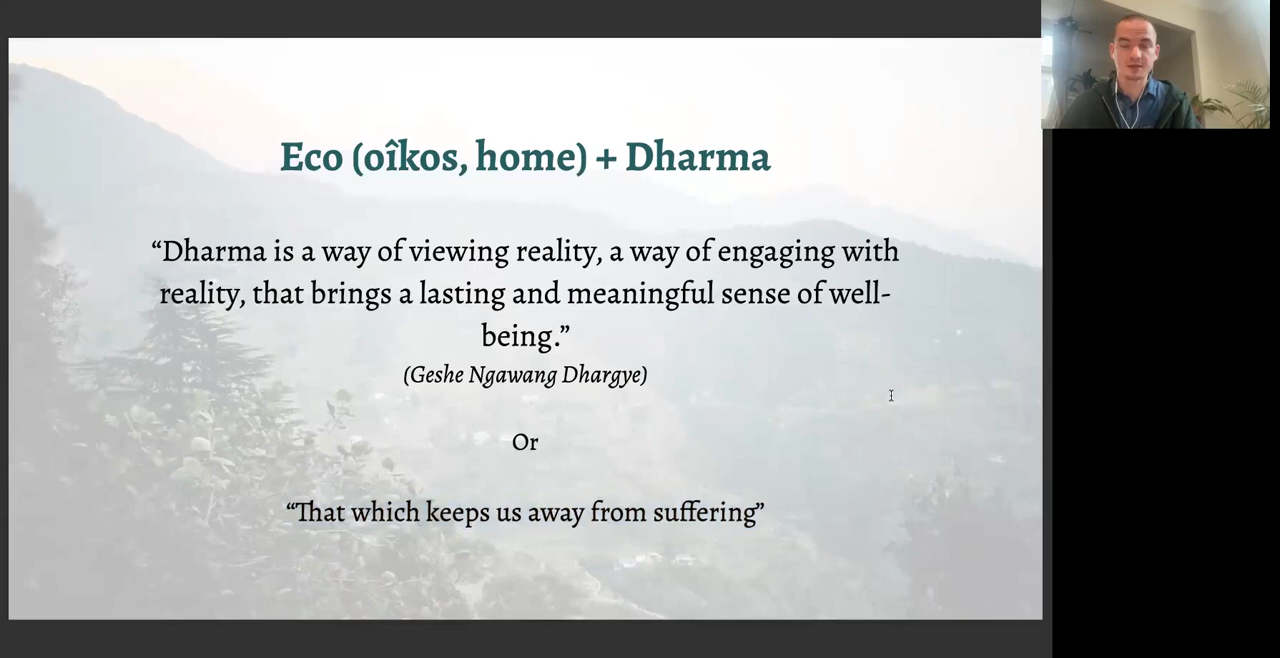 Eco (oîkos, home) + Dharma
“Dharma is a way of viewing reality, a way of engaging with
reality, that brings a lasting and meaningful sense of well-
being.”
(Geshe Ngawang Dhargye)
Or
“That which keeps us away from suffering”